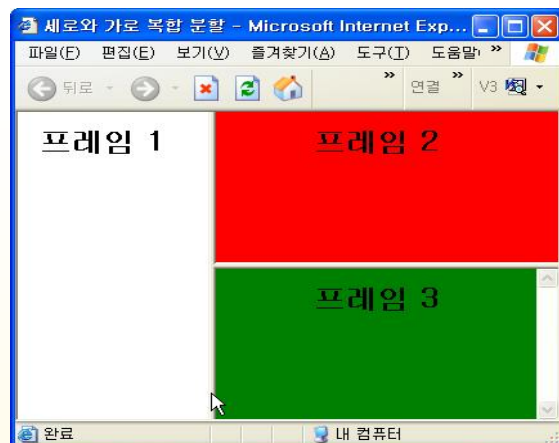 세로와 가로 복합 분할 - Microsoft Internet Exp...
파일(F) 편집(E) 보기(V) 즐겨찾기(A) 도구(T) 도움말 »
뒤로 » 연결 » V3
프레임 1
프레임 2
프레임 3
완료 내 컴퓨터